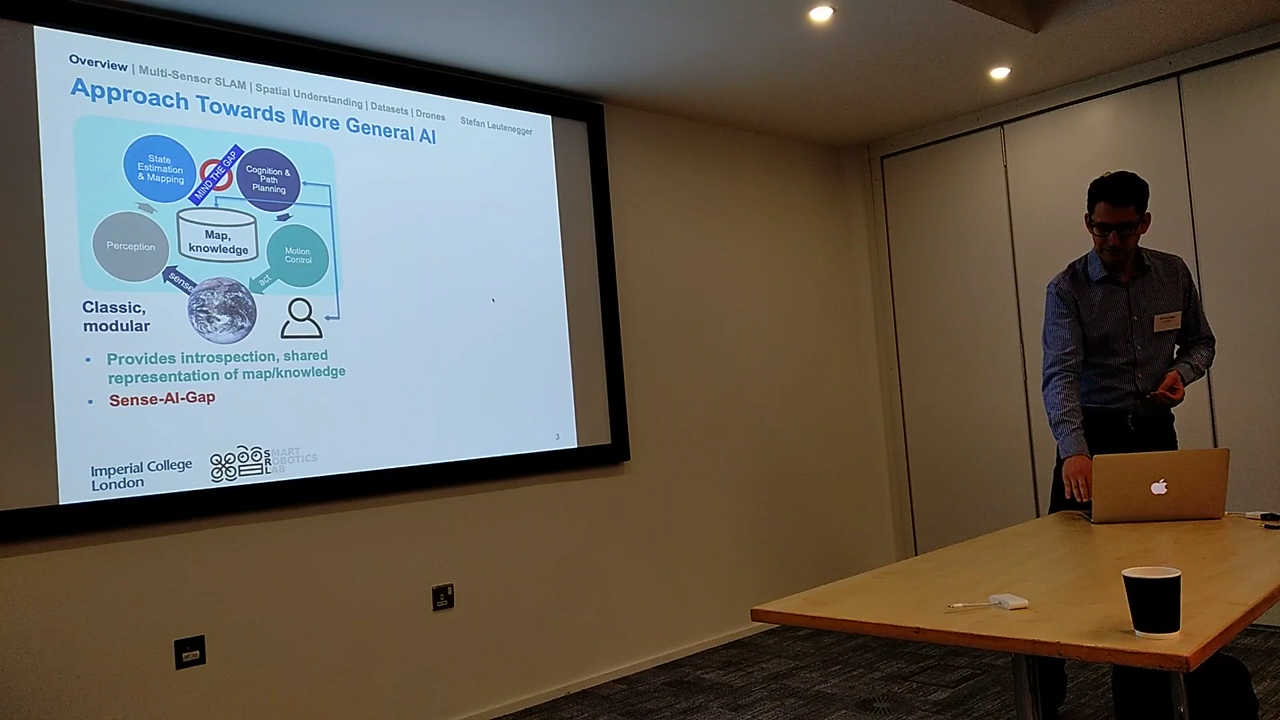 Overview | Multi-Sensor SLAM | Spatial Understanding | Datasets | Drones
Stefan Leutenegger
Approach Towards More General AI
State
Estimation
& Mapping
MIND THE GAP
Cognition &
Path
Planning
Map,
knowledge
Perception
Motion
Control
sense
act
Classic,
modular
• Provides introspection, shared
representation of map/knowledge
• Sense-AI-Gap
3
Imperial College
London
SMART
ROBOTICS
LAB